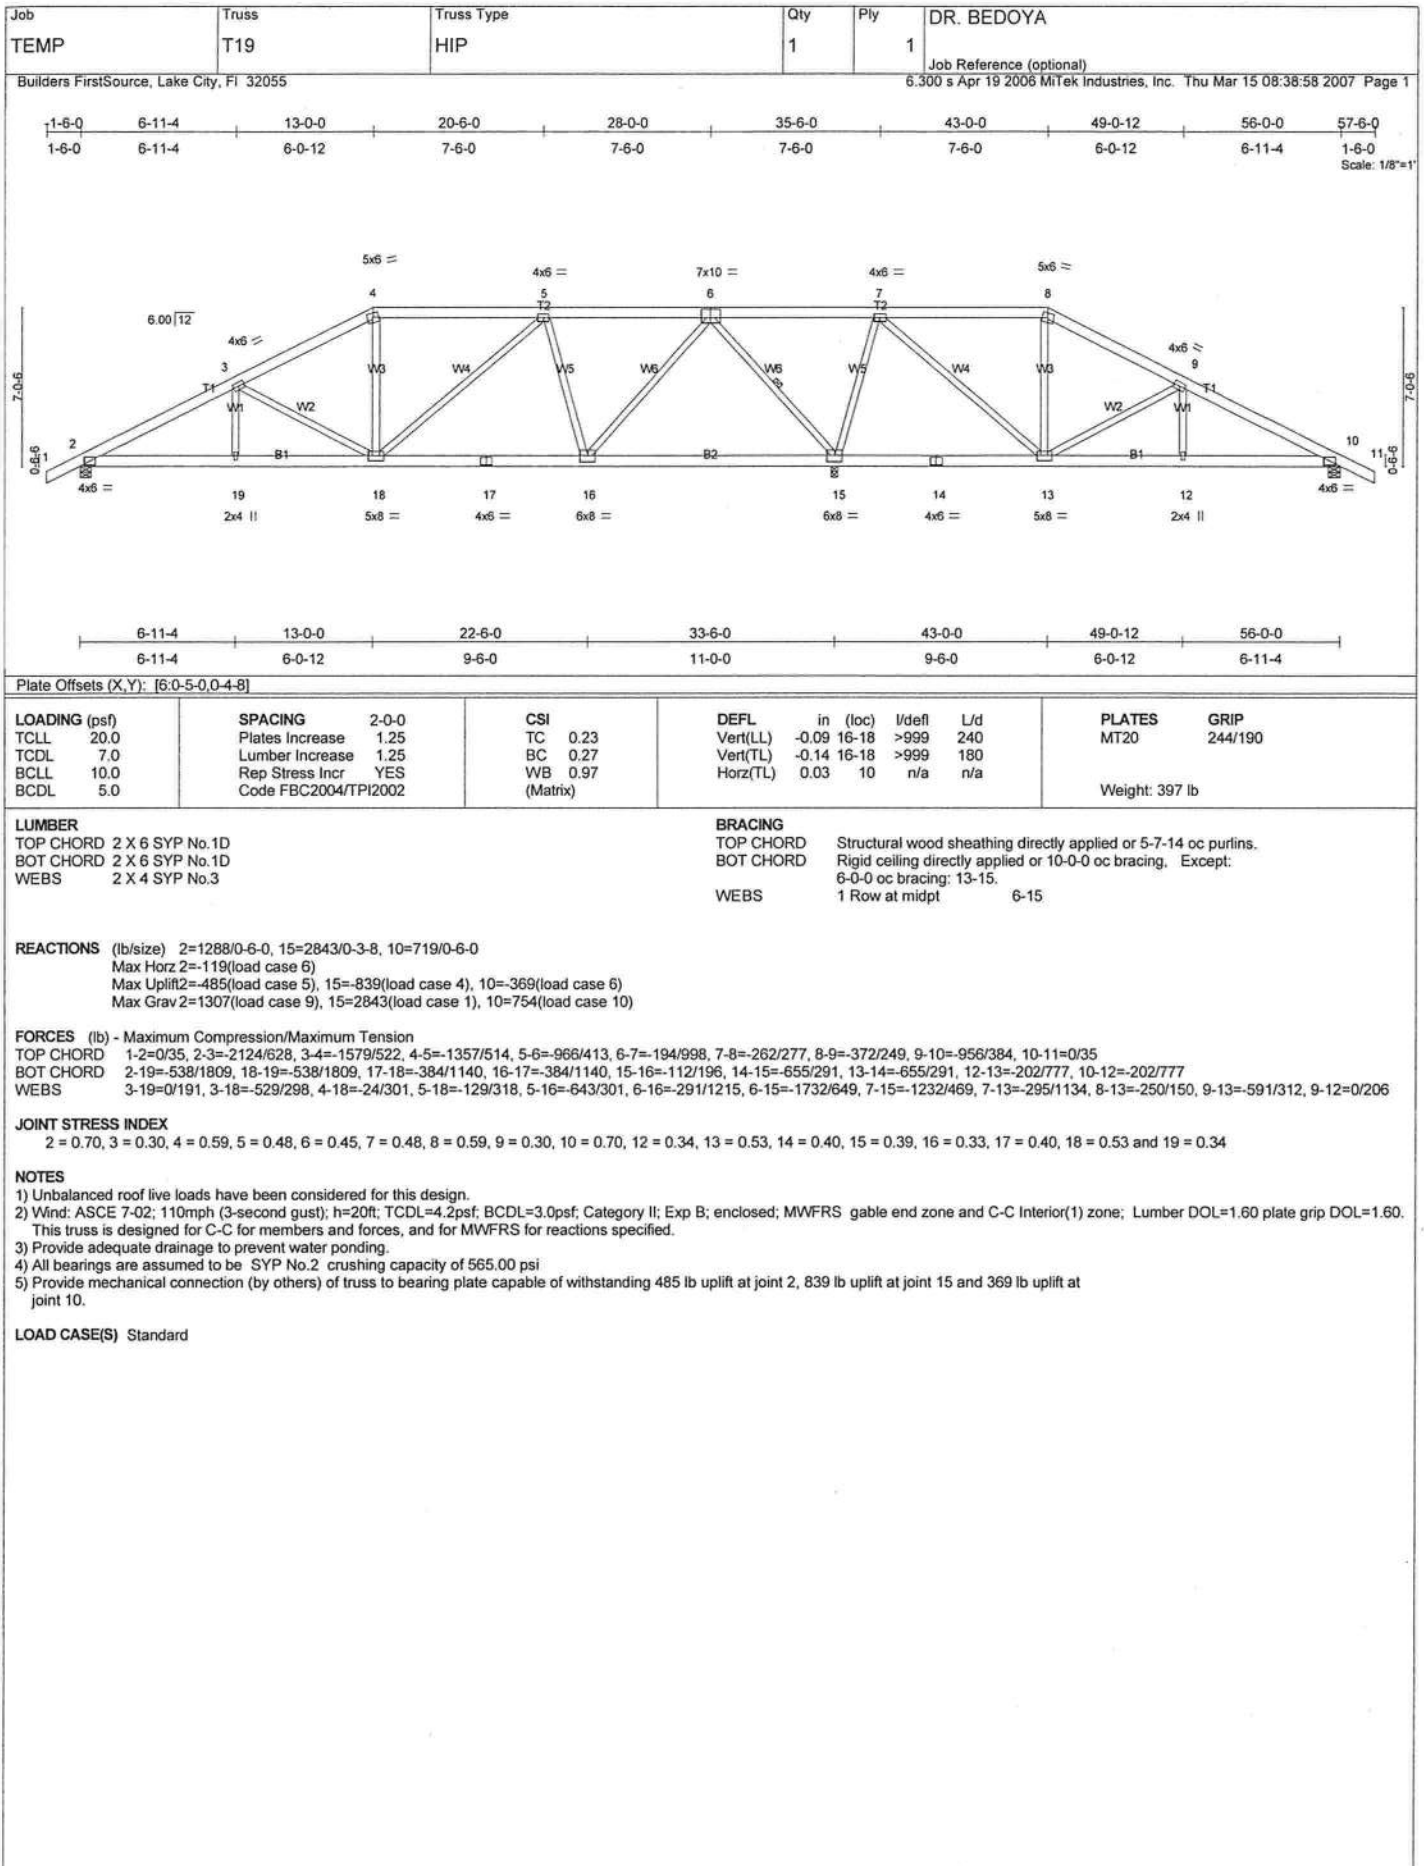 Job Truss Truss Type Qty Ply DR. BEDOYA
TEMP T19 HIP 1 1
Job Reference (optional)
Builders FirstSource, Lake City, Fl 32055 6.300 s Apr 19 2006 MiTek Industries, Inc. Thu Mar 15 08:38:58 2007 Page 1
-1-6-0 6-11-4 13-0-0 20-6-0 28-0-0 35-6-0 43-0-0 49-0-12 56-0-0 57-6-0
1-6-0 6-11-4 6-0-12 7-6-0 7-6-0 7-6-0 7-6-0 6-0-12 6-11-4 1-6-0
Scale: 1/8"=1'
5x6 = 4x6 = 7x10 = 4x6 = 5x6 =
4 5 6 7 8
T2 T2
6.00 12
4x6 = 4x6 =
3 9
T1 T1
W1 W2 W3 W4 W5 W6 W6 W5 W4 W3 W2 W1
7-0-6 7-0-6
0-6-6 0-6-6
1 2 B1 B2 B1 10 11
4x6 = 4x6 =
19 18 17 16 15 14 13 12
2x4 || 5x8 = 4x6 = 6x8 = 6x8 = 4x6 = 5x8 = 2x4 ||
6-11-4 13-0-0 22-6-0 33-6-0 43-0-0 49-0-12 56-0-0
6-11-4 6-0-12 9-6-0 11-0-0 9-6-0 6-0-12 6-11-4
Plate Offsets (X,Y): [6:0-5-0,0-4-8]
LOADING (psf) SPACING 2-0-0 CSI DEFL in (loc) l/defl L/d PLATES GRIP
TCLL 20.0 Plates Increase 1.25 TC 0.23 Vert(LL) -0.09 16-18 >999 240 MT20 244/190
TCDL 7.0 Lumber Increase 1.25 BC 0.27 Vert(TL) -0.14 16-18 >999 180
BCLL 10.0 Rep Stress Incr YES WB 0.97 Horz(TL) 0.03 10 n/a n/a
BCDL 5.0 Code FBC2004/TPI2002 (Matrix) Weight: 397 lb
LUMBER
TOP CHORD 2 X 6 SYP No.1D
BOT CHORD 2 X 6 SYP No.1D
WEBS 2 X 4 SYP No.3
BRACING
TOP CHORD Structural wood sheathing directly applied or 5-7-14 oc purlins.
BOT CHORD Rigid ceiling directly applied or 10-0-0 oc bracing, Except:
6-0-0 oc bracing: 13-15.
WEBS 1 Row at midpt 6-15
REACTIONS (lb/size) 2=1288/0-6-0, 15=2843/0-3-8, 10=719/0-6-0
Max Horz 2=-119(load case 6)
Max Uplift2=-485(load case 5), 15=-839(load case 4), 10=-369(load case 6)
Max Grav 2=1307(load case 9), 15=2843(load case 1), 10=754(load case 10)
FORCES (lb) - Maximum Compression/Maximum Tension
TOP CHORD 1-2=0/35, 2-3=-2124/628, 3-4=-1579/522, 4-5=-1357/514, 5-6=-966/413, 6-7=-194/998, 7-8=-262/277, 8-9=-372/249, 9-10=-956/384, 10-11=0/35
BOT CHORD 2-19=-538/1809, 18-19=-538/1809, 17-18=-384/1140, 16-17=-384/1140, 15-16=-112/196, 14-15=-655/291, 13-14=-655/291, 12-13=-202/777, 10-12=-202/777
WEBS 3-19=0/191, 3-18=-529/298, 4-18=-24/301, 5-18=-129/318, 5-16=-643/301, 6-16=-291/1215, 6-15=-1732/649, 7-15=-1232/469, 7-13=-295/1134, 8-13=-250/150, 9-13=-591/312, 9-12=0/206
JOINT STRESS INDEX
2 = 0.70, 3 = 0.30, 4 = 0.59, 5 = 0.48, 6 = 0.45, 7 = 0.48, 8 = 0.59, 9 = 0.30, 10 = 0.70, 12 = 0.34, 13 = 0.53, 14 = 0.40, 15 = 0.39, 16 = 0.33, 17 = 0.40, 18 = 0.53 and 19 = 0.34
NOTES
1) Unbalanced roof live loads have been considered for this design.
2) Wind: ASCE 7-02; 110mph (3-second gust); h=20ft; TCDL=4.2psf; BCDL=3.0psf; Category II; Exp B; enclosed; MWFRS gable end zone and C-C Interior(1) zone; Lumber DOL=1.60 plate grip DOL=1.60.
This truss is designed for C-C for members and forces, and for MWFRS for reactions specified.
3) Provide adequate drainage to prevent water ponding.
4) All bearings are assumed to be SYP No.2 crushing capacity of 565.00 psi
5) Provide mechanical connection (by others) of truss to bearing plate capable of withstanding 485 lb uplift at joint 2, 839 lb uplift at joint 15 and 369 lb uplift at
joint 10.
LOAD CASE(S) Standard